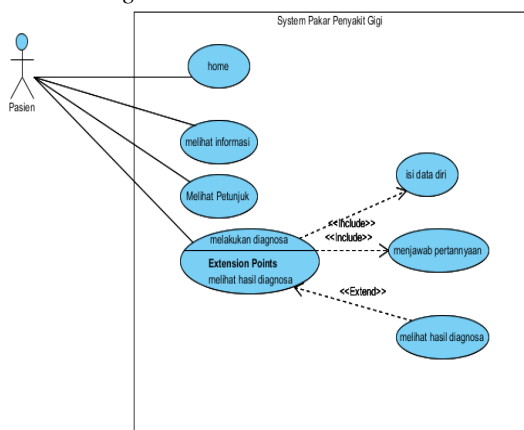 g
System Pakar Penyakit Gigi
Pasien
home
melihat informasi
Melihat Petunjuk
isi data diri
<<Include>>
melakukan diagnosa
<<Include>>
menjawab pertannyaan
Extension Points
melihat hasil diagnosa
<<Extend>>
melihat hasil diagnosa